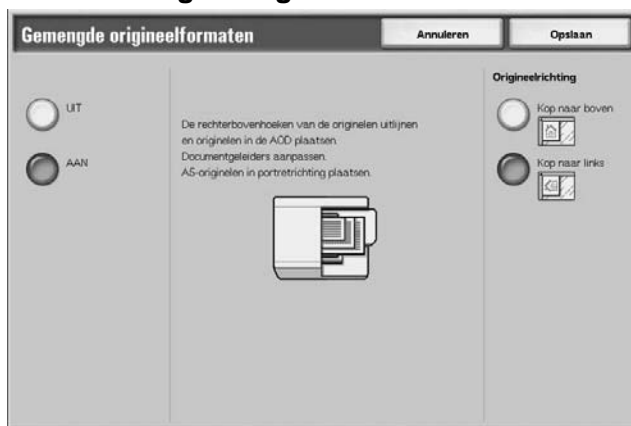 Gemengde origineelformaten
Annuleren
Opslaan
UIT
AAN
De rechterbovenhoeken van de originelen uitlijnen
en originelen in de AOD plaatsen.
Documentgeleiders aanpassen.
A5-originelen in portretrichting plaatsen.
Origineelrichting
Kop naar boven
Kop naar links